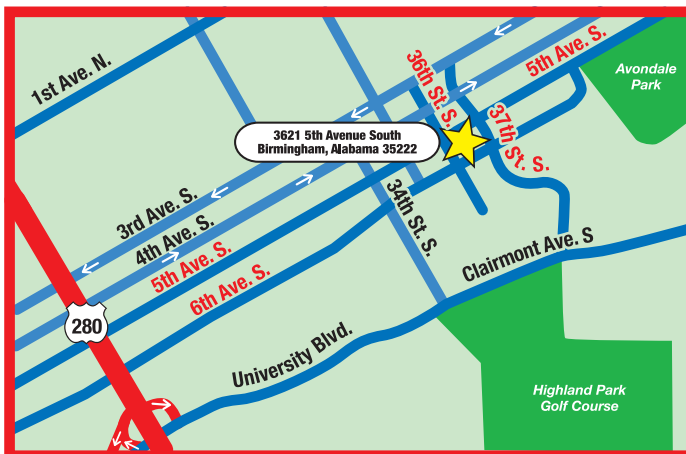 1st Ave. N.
36th St. S.
5th Ave. S.
Avondale
Park
3621 5th Avenue South
Birmingham, Alabama 35222
37th St. S.
3rd Ave. S.
4th Ave. S.
5th Ave. S.
6th Ave. S.
34th St. S.
Clairmont Ave. S
280
University Blvd.
Highland Park
Golf Course